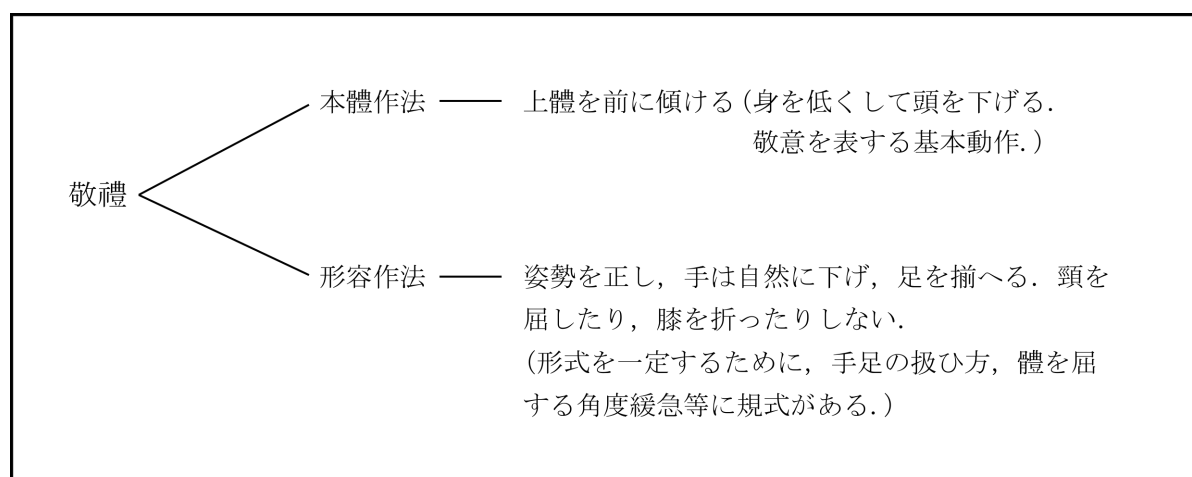 本體作法 上體を前に傾ける(身を低くして頭を下げる.
敬意を表する基本動作.)
敬禮
形容作法 姿勢を正し,手は自然に下げ,足を揃へる.頸を
屈したり,膝を折ったりしない.
(形式を一定するために,手足の扱ひ方,體を屈
する角度緩急等に規式がある.)